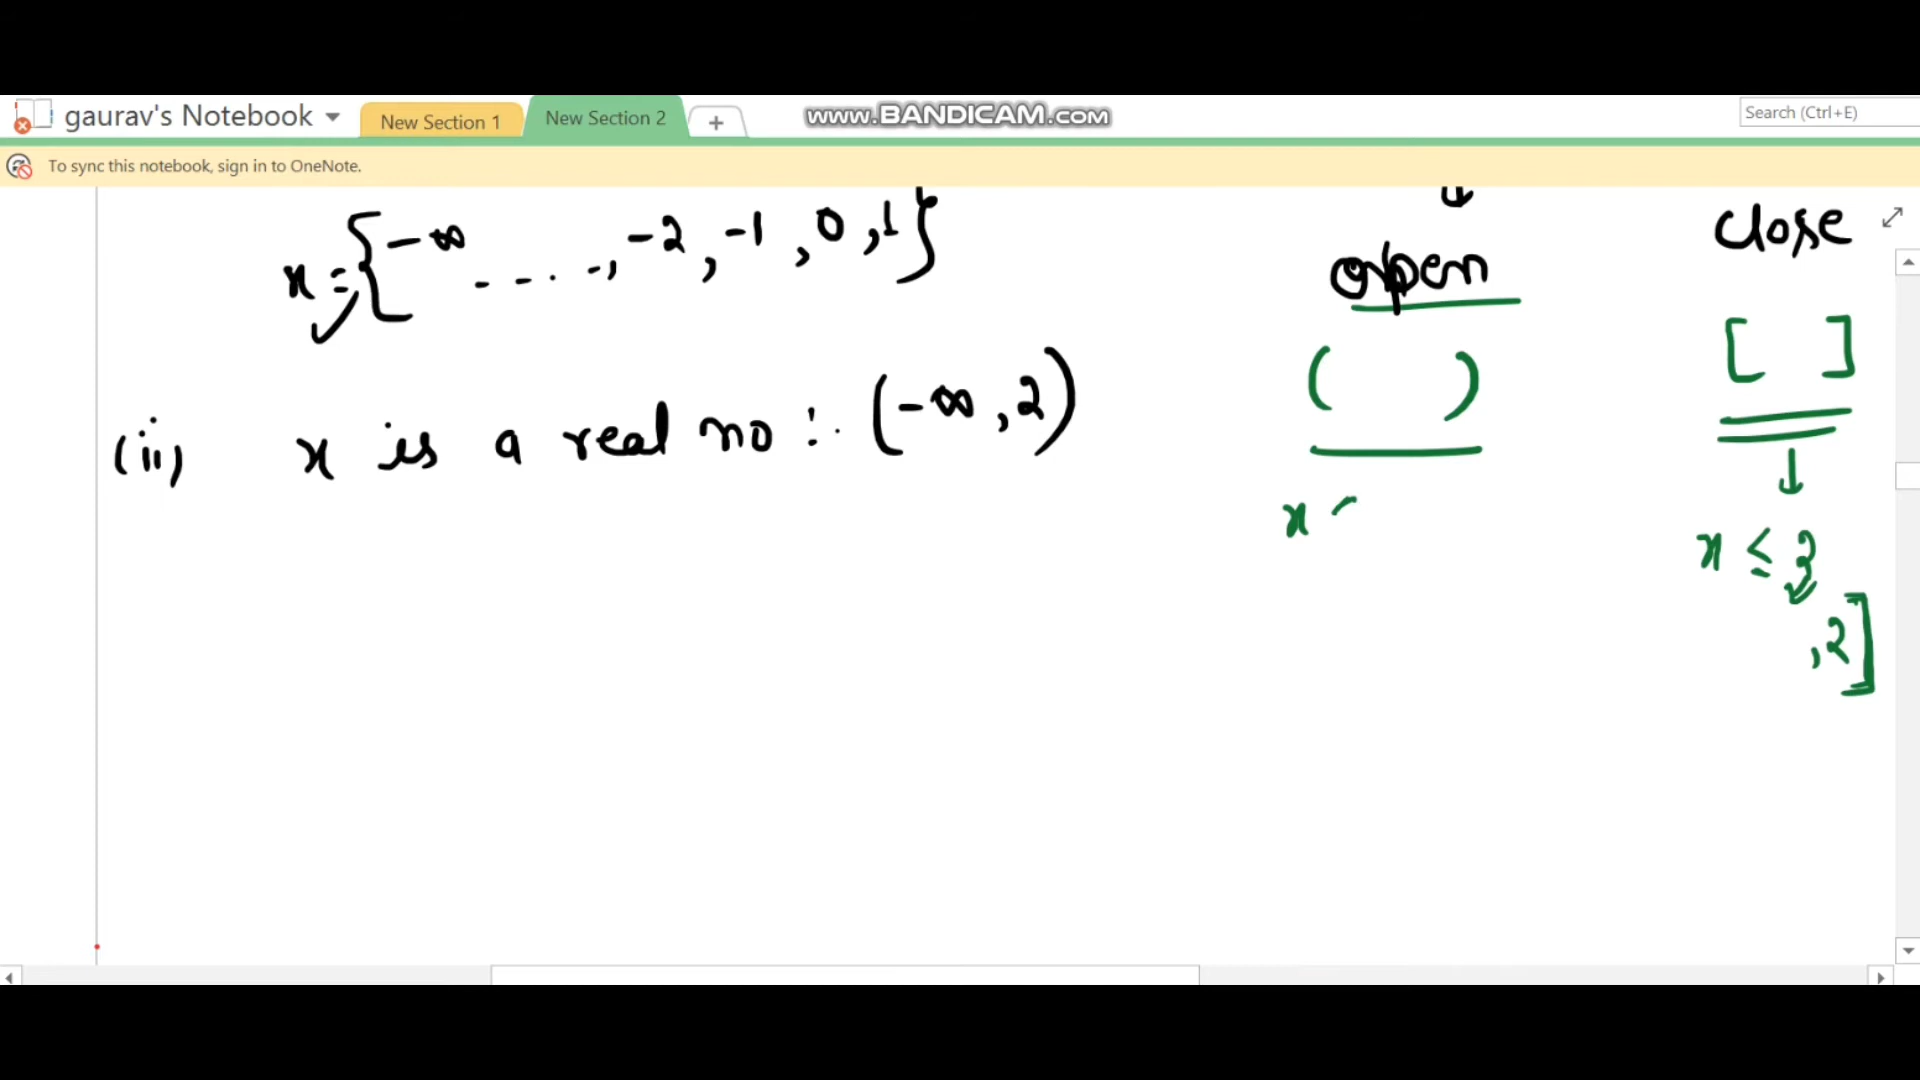 gaurav's Notebook
New Section 1
New Section 2
+
www.BANDICAM.com
Search (Ctrl+E)
To sync this notebook, sign in to OneNote.
x = {-∞ ....., -2, -1, 0, 1}
(ii) x is a real no ∴ (-∞, 2)
open
( )
x <
close
[ ]
x ≤
, 2]